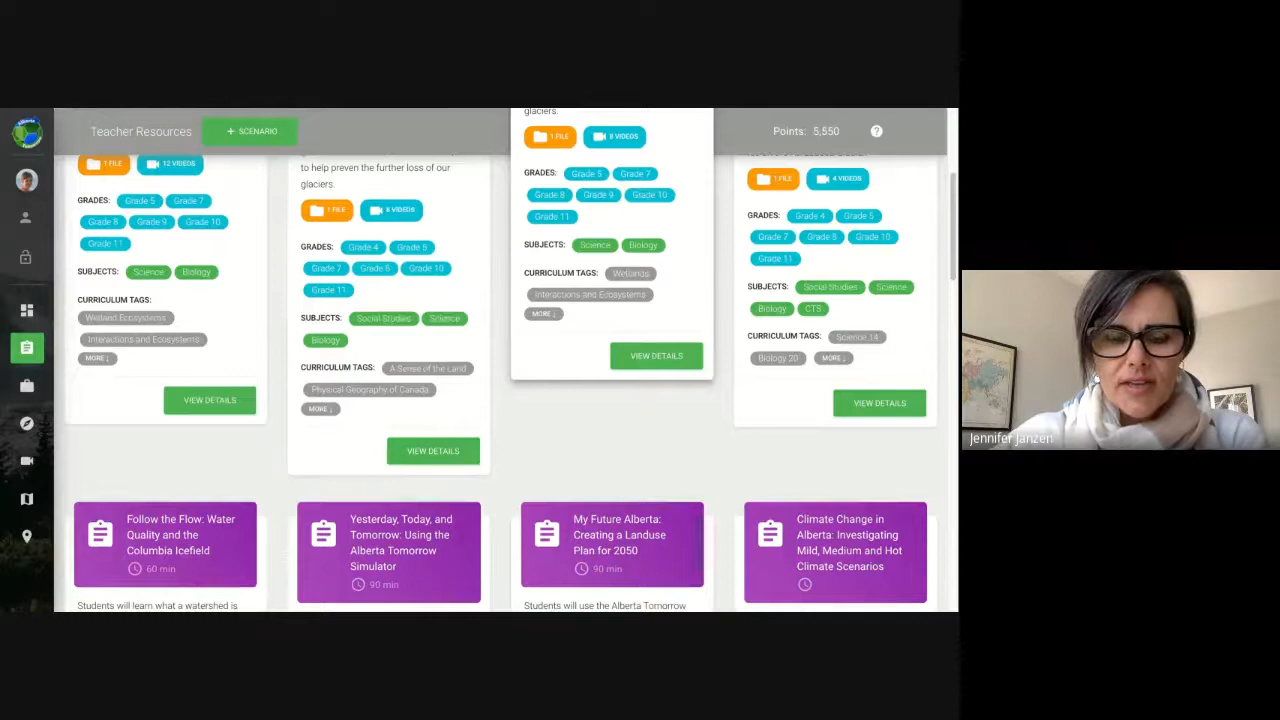 Teacher Resources
+ SCENARIO
Points: 5,550
?
1 FILE
12 VIDEOS
GRADES:
Grade 5
Grade 7
Grade 8
Grade 9
Grade 10
Grade 11
SUBJECTS:
Science
Biology
CURRICULUM TAGS:
Wetland Ecosystems
Interactions and Ecosystems
MORE ↓
VIEW DETAILS
to help preven the further loss of our
glaciers.
1 FILE
8 VIDEOS
GRADES:
Grade 4
Grade 5
Grade 7
Grade 8
Grade 10
Grade 11
SUBJECTS:
Social Studies
Science
Biology
CURRICULUM TAGS:
A Sense of the Land
Physical Geography of Canada
MORE ↓
VIEW DETAILS
glaciers.
1 FILE
8 VIDEOS
GRADES:
Grade 5
Grade 7
Grade 8
Grade 9
Grade 10
Grade 11
SUBJECTS:
Science
Biology
CURRICULUM TAGS:
Wetlands
Interactions and Ecosystems
MORE ↓
VIEW DETAILS
1 FILE
4 VIDEOS
GRADES:
Grade 4
Grade 5
Grade 7
Grade 8
Grade 10
Grade 11
SUBJECTS:
Social Studies
Science
Biology
CTS
CURRICULUM TAGS:
Science 14
Biology 20
MORE ↓
VIEW DETAILS
Follow the Flow: Water
Quality and the
Columbia Icefield
60 min
Students will learn what a watershed is
Yesterday, Today, and
Tomorrow: Using the
Alberta Tomorrow
Simulator
90 min
My Future Alberta:
Creating a Landuse
Plan for 2050
90 min
Students will use the Alberta Tomorrow
Climate Change in
Alberta: Investigating
Mild, Medium and Hot
Climate Scenarios
Jennifer Janzen